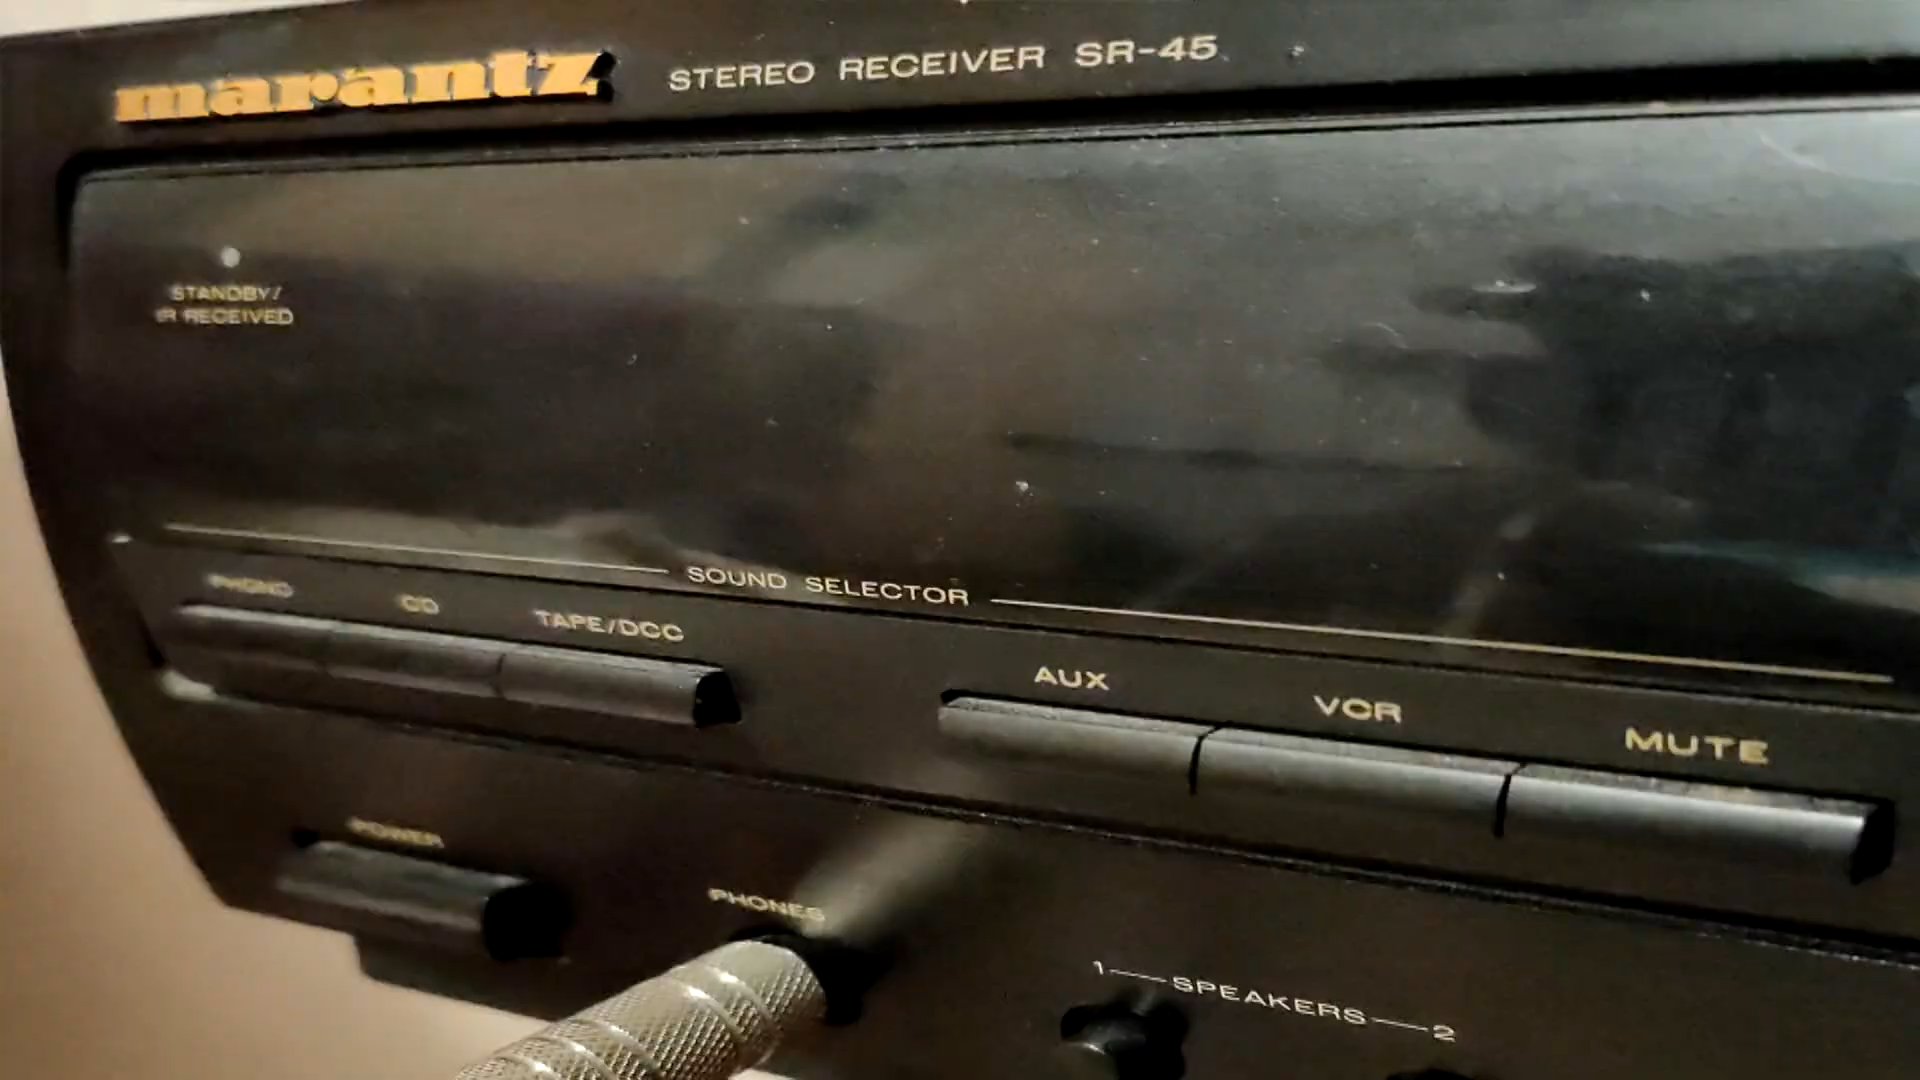 marantz STEREO RECEIVER SR-45
STANDBY/
IR RECEIVED
SOUND SELECTOR
PHONO CD TAPE/DCC AUX VCR MUTE
POWER
PHONES
1 SPEAKERS 2